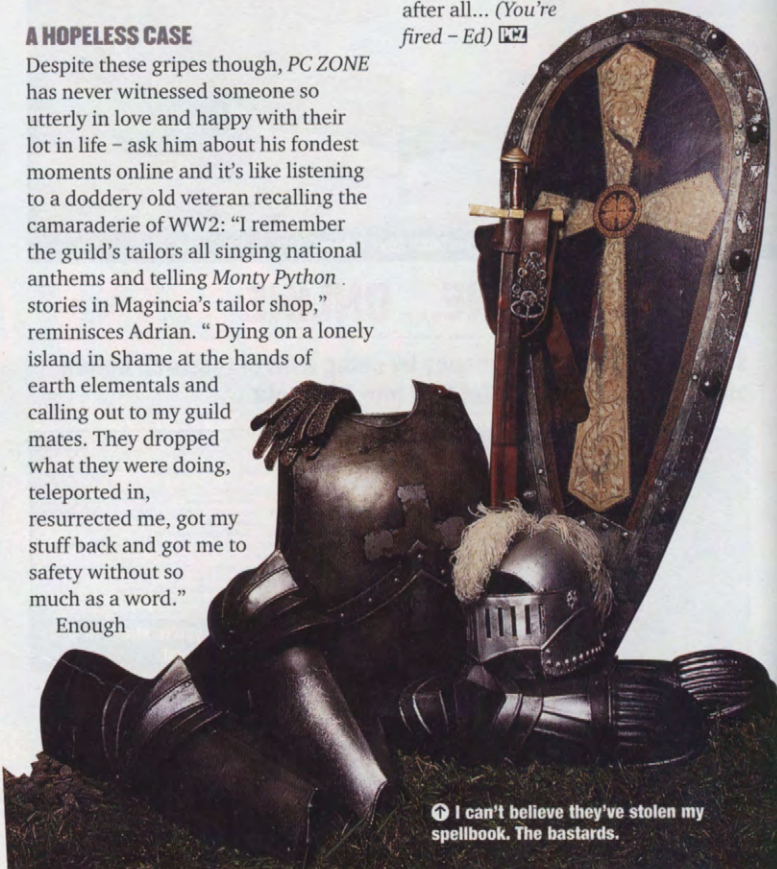 A HOPELESS CASE
Despite these gripes though, PC ZONE
has never witnessed someone so
utterly in love and happy with their
lot in life – ask him about his fondest
moments online and it's like listening
to a doddery old veteran recalling the
camaraderie of WW2: “I remember
the guild's tailors all singing national
anthems and telling Monty Python
stories in Magincia's tailor shop,”
reminisces Adrian. “ Dying on a lonely
island in Shame at the hands of
earth elementals and
calling out to my guild
mates. They dropped
what they were doing,
teleported in,
resurrected me, got my
stuff back and got me to
safety without so
much as a word.”
Enough
after all... (You're
fired – Ed) PCZ
I can't believe they've stolen my
spellbook. The bastards.